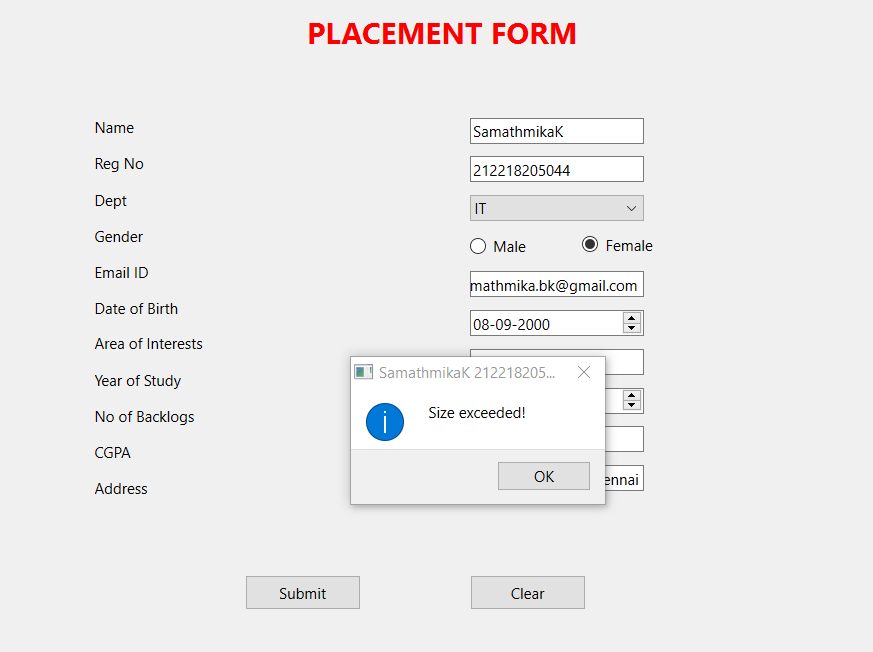 PLACEMENT FORM
Name
SamathmikaK
Reg No
212218205044
Dept
IT
Gender
Male
Female
Email ID
mathmika.bk@gmail.com
Date of Birth
08-09-2000
Area of Interests
Year of Study
SamathmikaK 212218205...
Size exceeded!
No of Backlogs
CGPA
OK
Address
ennai
Submit
Clear